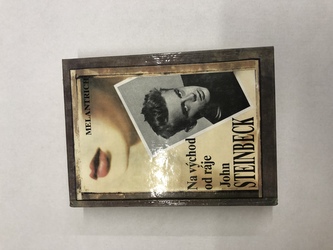 MELANTRICH
Na východ
od ráje
John
STEINBECK